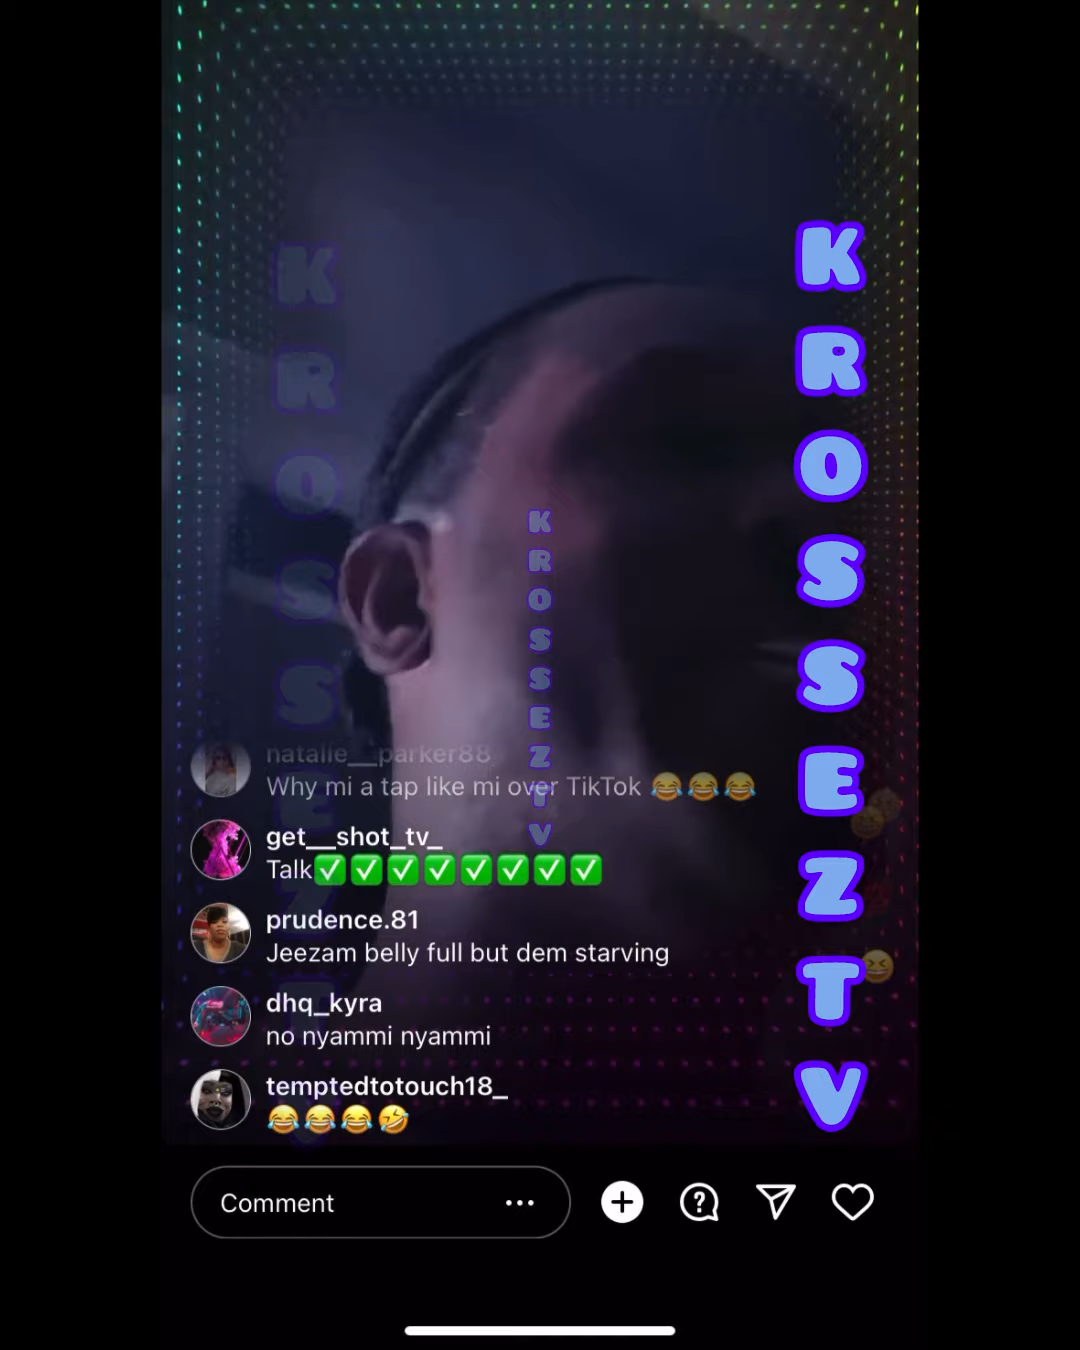 KROSSEZTV
KROSSEZTV
KROSSEZTV
natalie__parker88
Why mi a tap like mi over TikTok 😂😂😂
get__shot_tv_
Talk✅✅✅✅✅✅✅✅
prudence.81
Jeezam belly full but dem starving
dhq_kyra
no nyammi nyammi
temptedtotouch18_
😂😂😂🤣
Comment